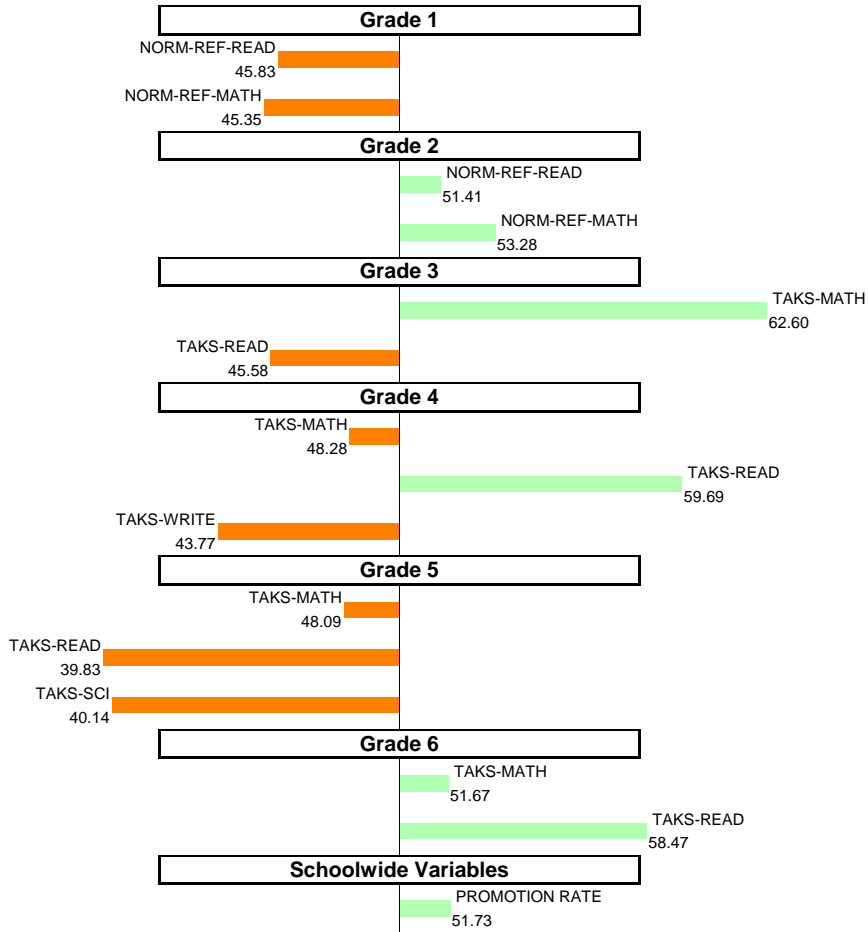 Grade 1
NORM-REF-READ
45.83
NORM-REF-MATH
45.35
Grade 2
NORM-REF-READ
51.41
NORM-REF-MATH
53.28
Grade 3
TAKS-MATH
62.60
TAKS-READ
45.58
Grade 4
TAKS-MATH
48.28
TAKS-READ
59.69
TAKS-WRITE
43.77
Grade 5
TAKS-MATH
48.09
TAKS-READ
39.83
TAKS-SCI
40.14
Grade 6
TAKS-MATH
51.67
TAKS-READ
58.47
Schoolwide Variables
PROMOTION RATE
51.73